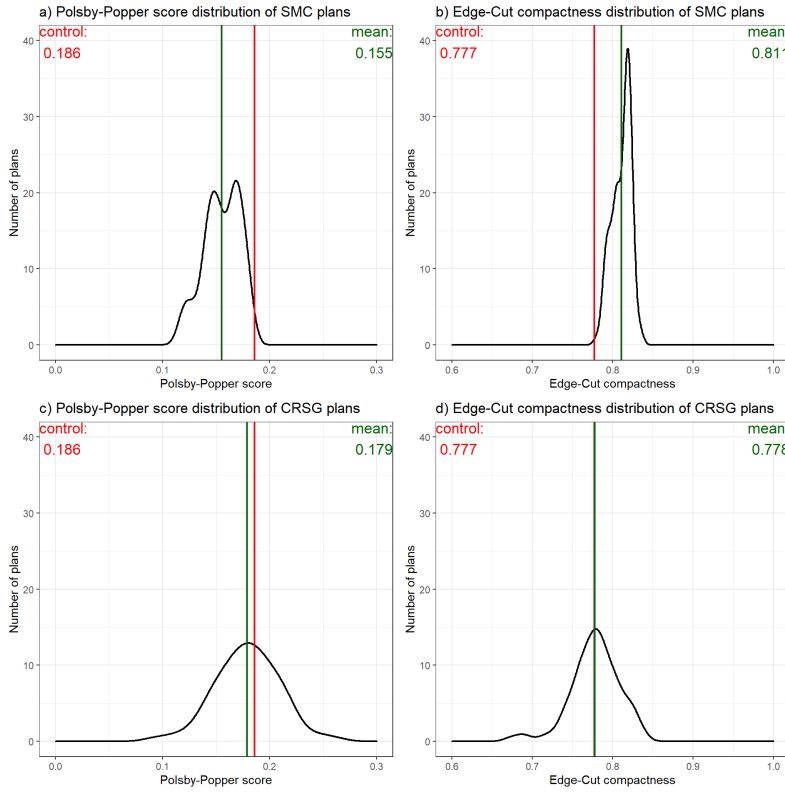 a) Polsby-Popper score distribution of SMC plans
control:
0.186
mean:
0.155
40
30
20
10
0
Number of plans
0.0
0.1
0.2
0.3
Polsby-Popper score
b) Edge-Cut compactness distribution of SMC plans
control:
0.777
mean
0.811
40
30
20
10
0
Number of plans
0.6
0.7
0.8
0.9
1.0
Edge-Cut compactness
c) Polsby-Popper score distribution of CRSG plans
control:
0.186
mean:
0.179
40
30
20
10
0
Number of plans
0.0
0.1
0.2
0.3
Polsby-Popper score
d) Edge-Cut compactness distribution of CRSG plans
control:
0.777
mean
0.778
40
30
20
10
0
Number of plans
0.6
0.7
0.8
0.9
1.0
Edge-Cut compactness